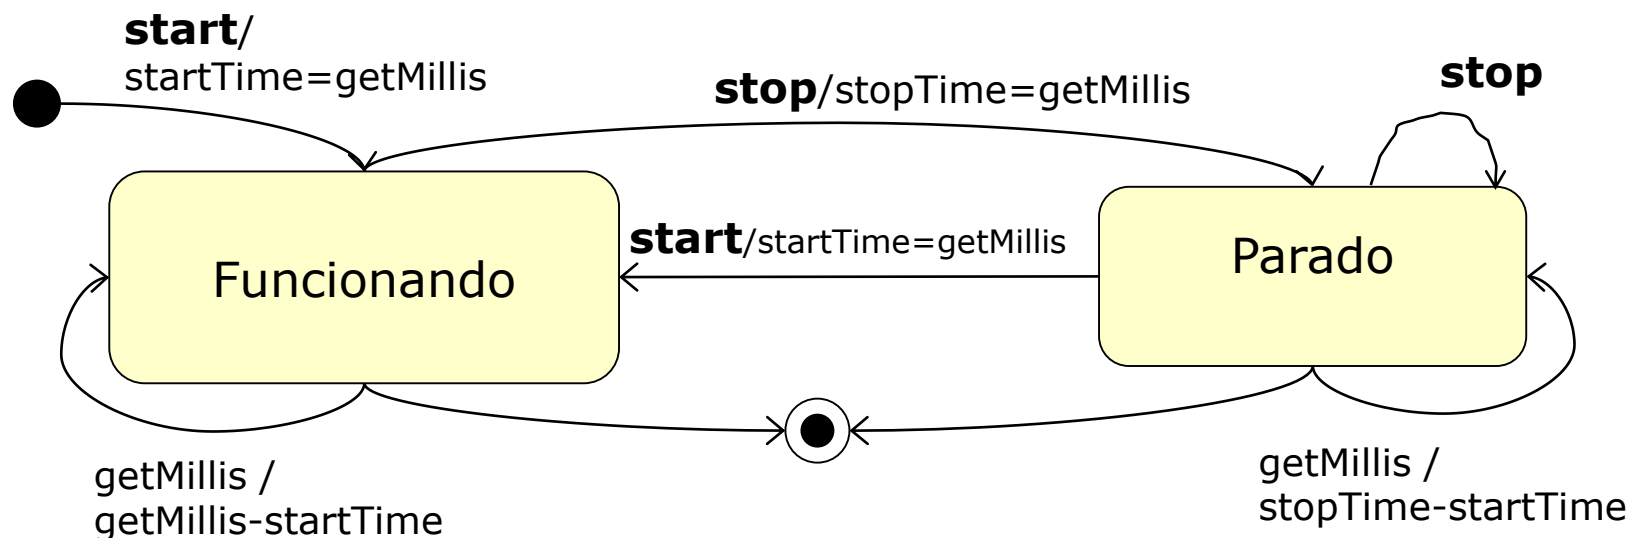 start/
startTime=getMillis
stop/stopTime=getMillis
stop
start/startTime=getMillis
Funcionando
Parado
getMillis /
getMillis-startTime
getMillis /
stopTime-startTime